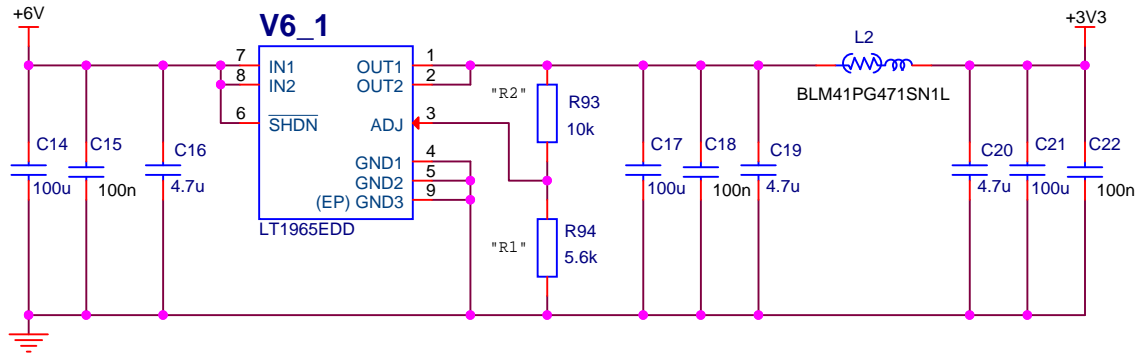 +6V
V6_1
+3V3
L2
BLM41PG471SN1L
7 IN1 OUT1 1
8 IN2 OUT2 2
6 SHDN ADJ 3
GND1 4
GND2 5
(EP) GND3 9
LT1965EDD
"R2"
R93
10k
"R1"
R94
5.6k
C14
100u
C15
100n
C16
4.7u
C17
100u
C18
100n
C19
4.7u
C20
4.7u
C21
100u
C22
100n